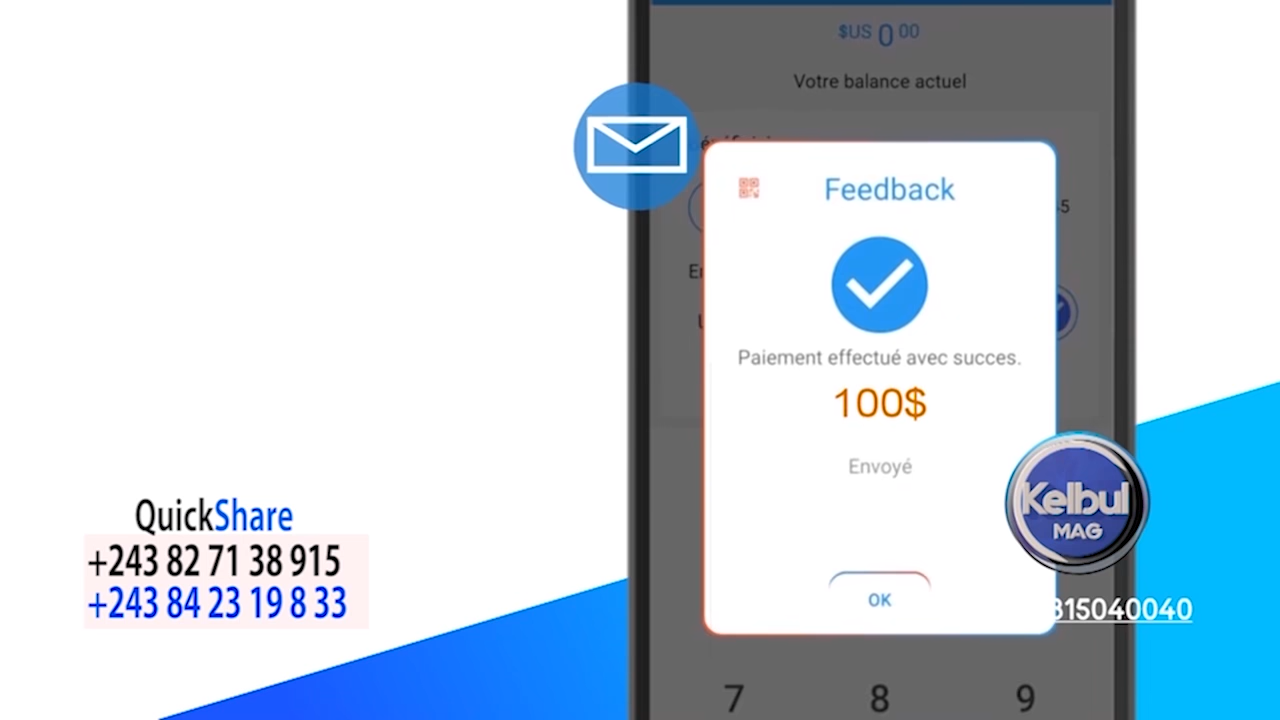 $US 0 00
Votre balance actuel
Feedback
Paiement effectué avec succes.
100$
Envoyé
OK
Kelbul
MAG
315040040
QuickShare
+243 82 71 38 915
+243 84 23 19 8 33
7 8 9